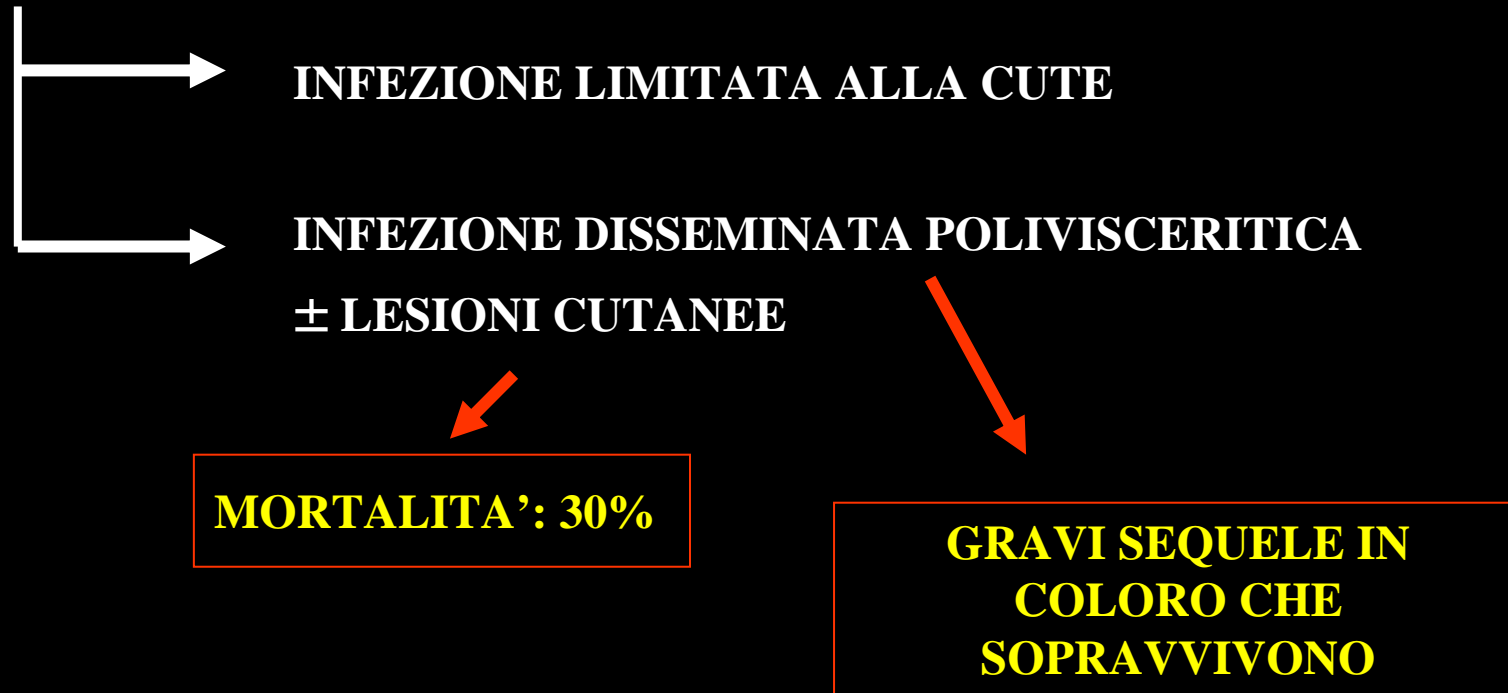 INFEZIONE LIMITATA ALLA CUTE
INFEZIONE DISSEMINATA POLIVISCERITICA
± LESIONI CUTANEE
MORTALITA’: 30%
GRAVI SEQUELE IN
COLORO CHE
SOPRAVVIVONO